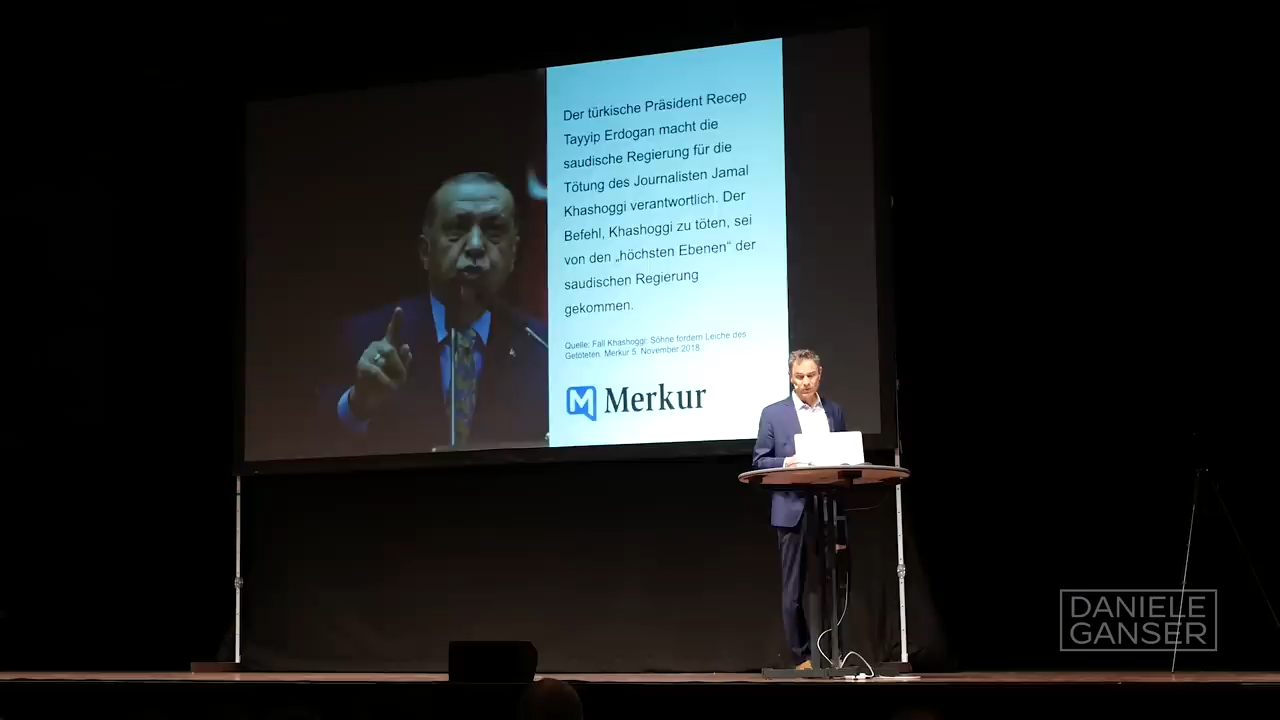 Der türkische Präsident Recep
Tayyip Erdogan macht die
saudische Regierung für die
Tötung des Journalisten Jamal
Khashoggi verantwortlich. Der
Befehl, Khashoggi zu töten, sei
von den „höchsten Ebenen“ der
saudischen Regierung
gekommen.
Quelle: Fall Khashoggi: Söhne fordern Leiche des
Getöteten. Merkur 5. November 2018
M Merkur
DANIELE
GANSER